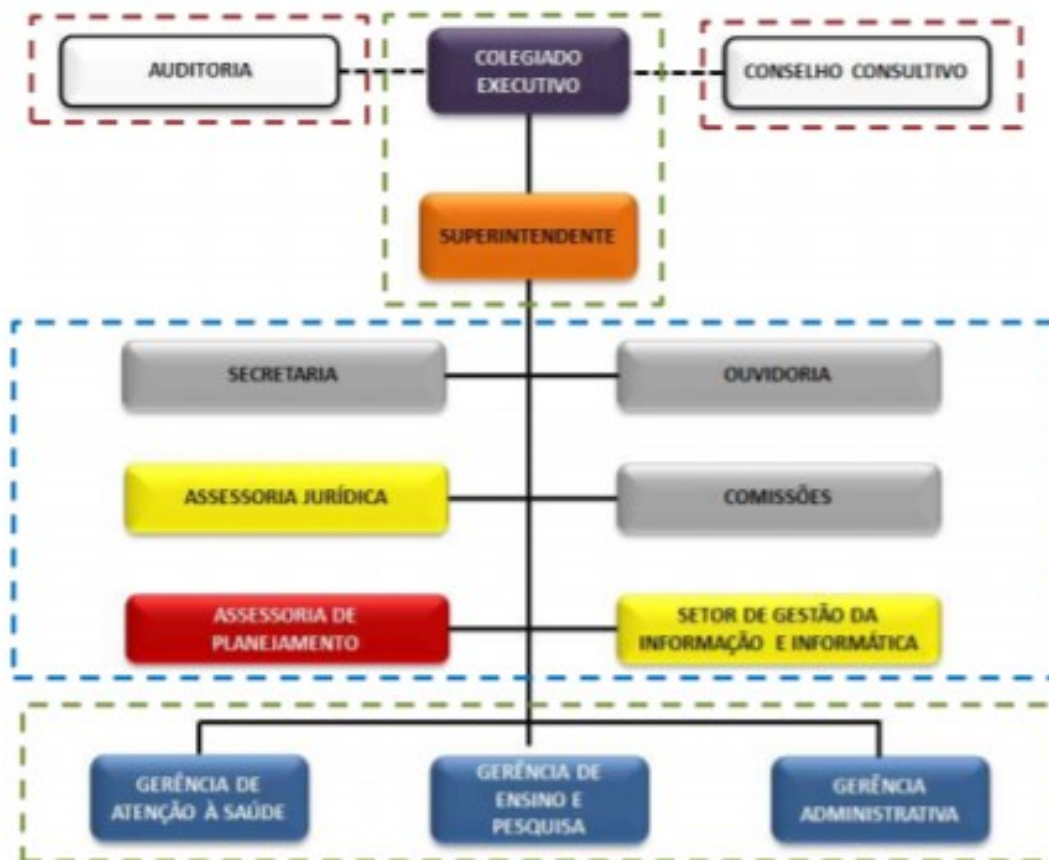 AUDITORIA
COLEGIADO
EXECUTIVO
CONSELHO CONSULTIVO
SUPERINTENDENTE
SECRETARIA
OUVIDORIA
ASSESSORIA JURÍDICA
COMISSÕES
ASSESSORIA DE
PLANEJAMENTO
SETOR DE GESTÃO DA
INFORMAÇÃO E INFORMÁTICA
GERÊNCIA DE
ATENÇÃO À SAÚDE
GERÊNCIA DE
ENSINO E
PESQUISA
GERÊNCIA
ADMINISTRATIVA